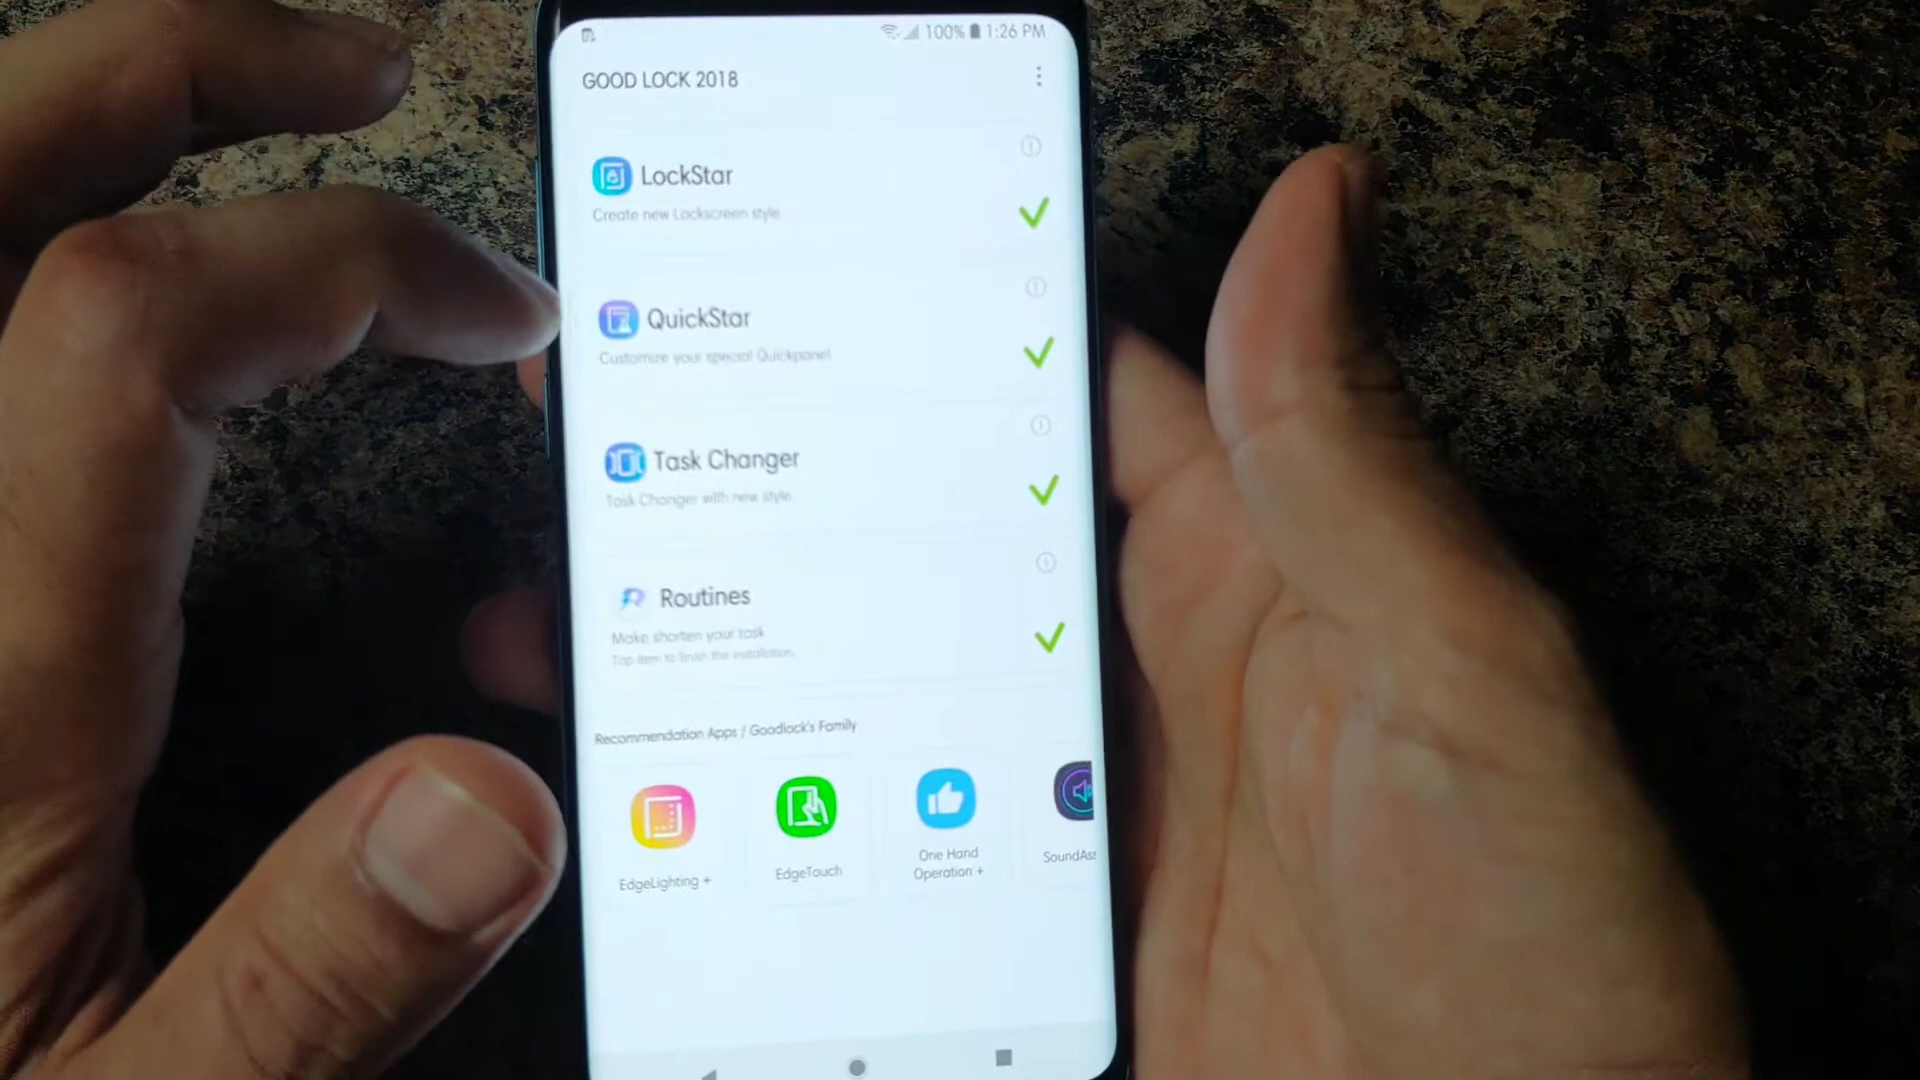 100% 1:26 PM
GOOD LOCK 2018
LockStar
Create new Lockscreen style
QuickStar
Customize your special Quickpanel
Task Changer
Task Changer with new style.
Routines
Make shorten your task
Tap item to finish the installation.
Recommendation Apps / Goodlock's Family
EdgeLighting +
EdgeTouch
One Hand
Operation +
SoundAss